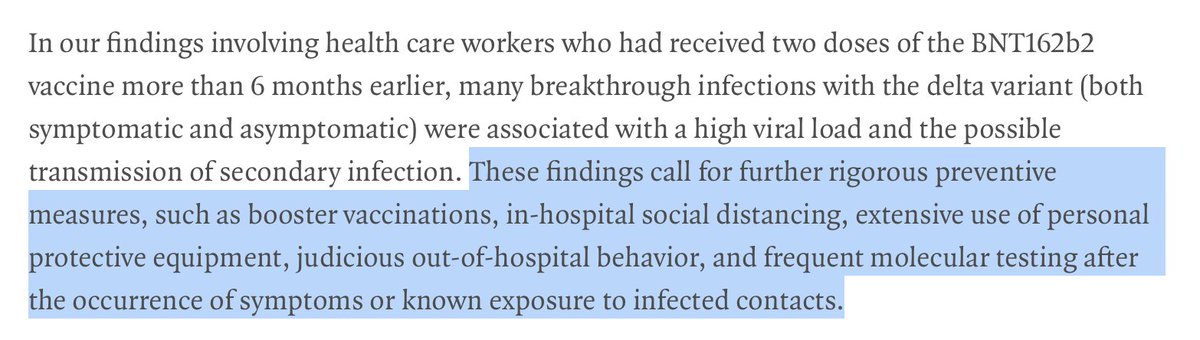 In our findings involving health care workers who had received two doses of the BNT162b2
vaccine more than 6 months earlier, many breakthrough infections with the delta variant (both
symptomatic and asymptomatic) were associated with a high viral load and the possible
transmission of secondary infection. These findings call for further rigorous preventive
measures, such as booster vaccinations, in-hospital social distancing, extensive use of personal
protective equipment, judicious out-of-hospital behavior, and frequent molecular testing after
the occurrence of symptoms or known exposure to infected contacts.